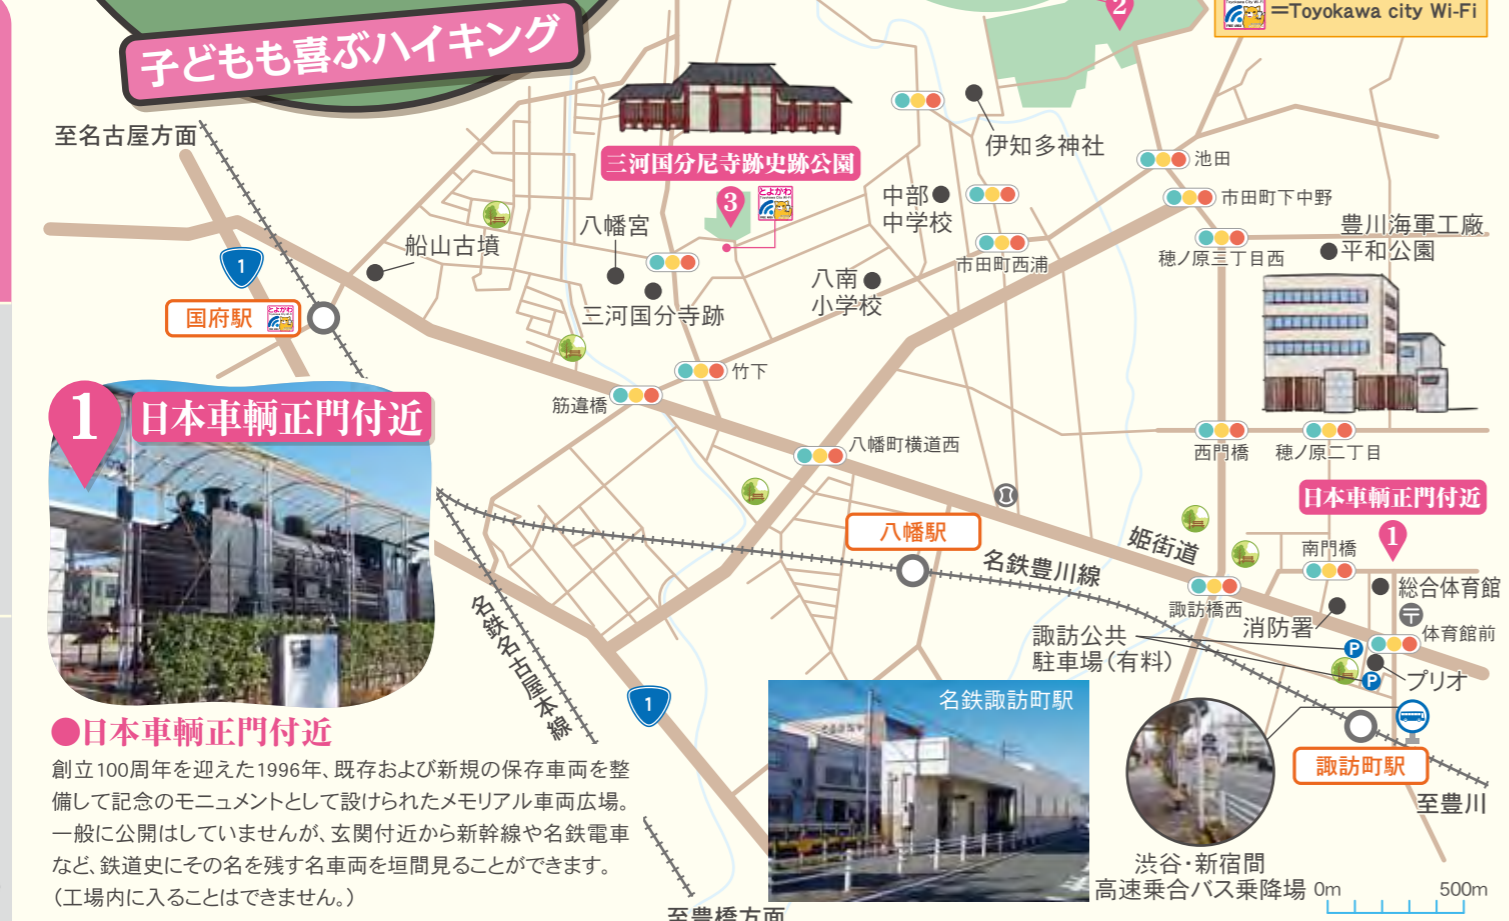 子どもも喜ぶハイキング
2
=Toyokawa city Wi-Fi
至名古屋方面
伊知多神社
池田
三河国分尼寺跡史跡公園
3
とよかわ
中部
中学校
市田町下中野
豊川海軍工廠
平和公園
八幡宮
船山古墳
1
市田町西浦
穂ノ原三丁目西
八南
小学校
国府駅
とよかわ
三河国分寺跡
竹下
筋違橋
1
日本車輌正門付近
八幡町横道西
西門橋
穂ノ原二丁目
日本車輌正門付近
1
八幡駅
姫街道
南門橋
名鉄豊川線
総合体育館
諏訪橋西
消防署
体育館前
諏訪公共
駐車場(有料)
P
P
プリオ
名鉄名古屋本線
1
名鉄諏訪町駅
諏訪町駅
至豊川
●日本車輌正門付近
創立100周年を迎えた1996年、既存および新規の保存車両を整
備して記念のモニュメントとして設けられたメモリアル車両広場。
一般に公開はしていませんが、玄関付近から新幹線や名鉄電車
など、鉄道史にその名を残す名車両を垣間見ることができます。
(工場内に入ることはできません。)
渋谷・新宿間
高速乗合バス乗降場
0m
500m
至豊橋方面